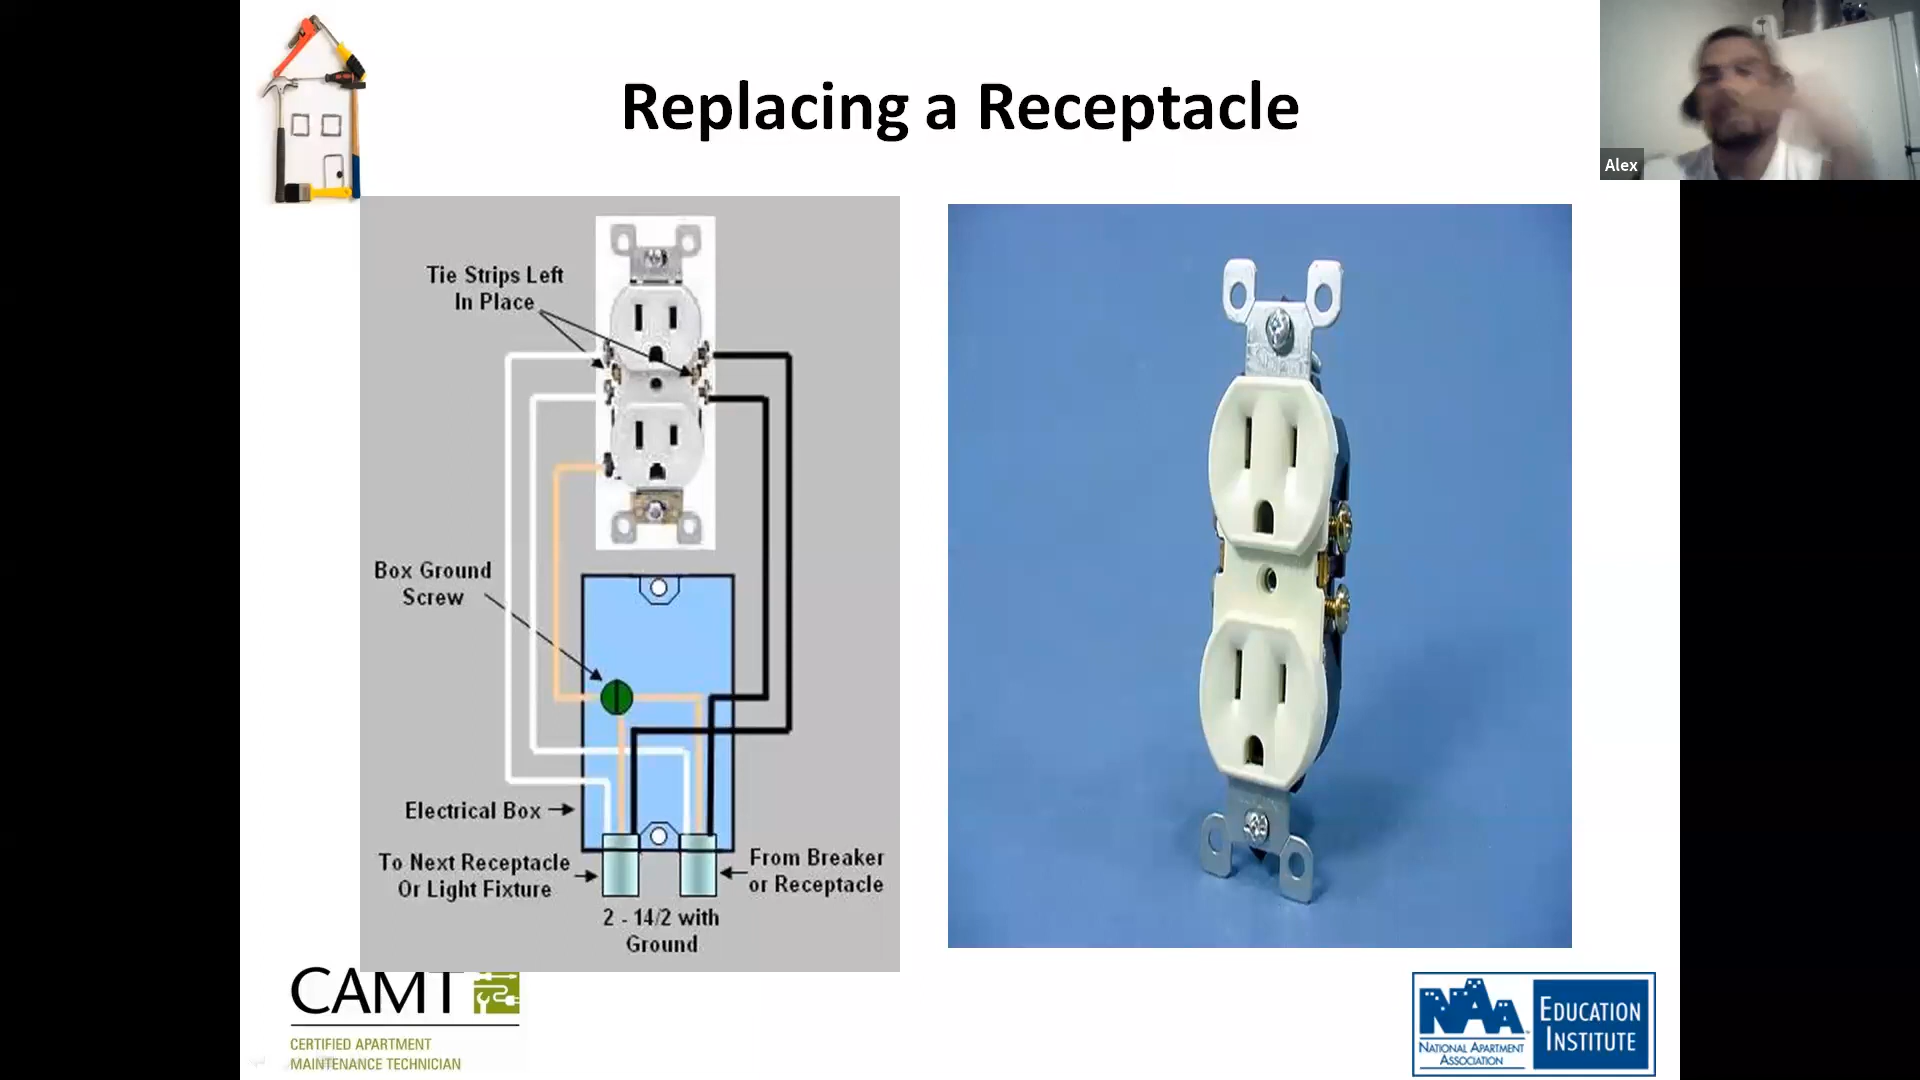 Replacing a Receptacle
Alex
Tie Strips Left
In Place
Box Ground
Screw
Electrical Box
To Next Receptacle
Or Light Fixture
From Breaker
or Receptacle
2 - 14/2 with
Ground
CAMT
CERTIFIED APARTMENT
MAINTENANCE TECHNICIAN
NAA
NATIONAL APARTMENT
ASSOCIATION
EDUCATION
INSTITUTE